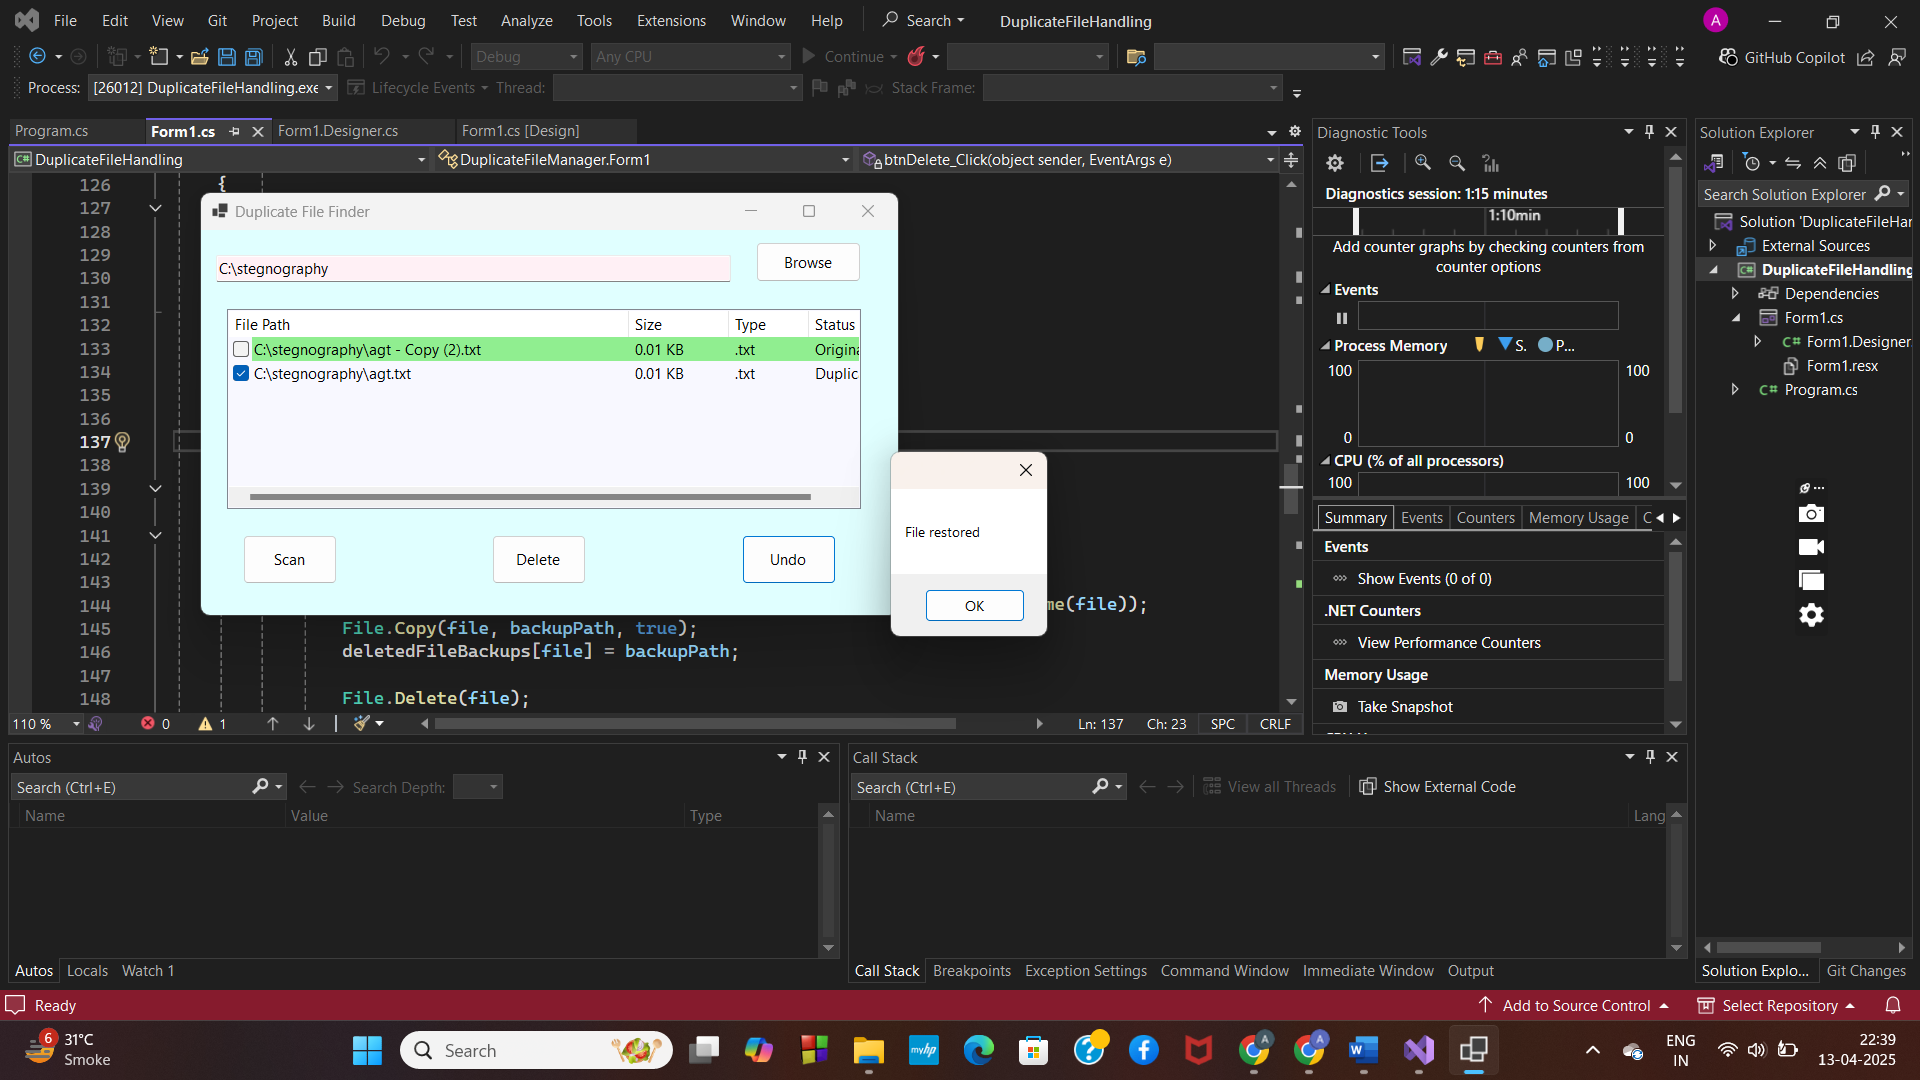 File Edit View Git Project Build Debug Test Analyze Tools Extensions Window Help Search DuplicateFileHandling A
Debug Any CPU Continue GitHub Copilot
Process: [26012] DuplicateFileHandling.exe Lifecycle Events Thread: Stack Frame:
Program.cs Form1.cs Form1.Designer.cs Form1.cs [Design]
C# DuplicateFileHandling DuplicateFileManager.Form1 btnDelete_Click(object sender, EventArgs e)
126 {
127
128
129
130
131
132
133
134
135
136
137
138
139
140
141
142
143
144 me(file));
145 File.Copy(file, backupPath, true);
146 deletedFileBackups[file] = backupPath;
147
148 File.Delete(file);
Duplicate File Finder
C:\stegnography Browse
File Path Size Type Status
C:\stegnography\agt - Copy (2).txt 0.01 KB .txt Origina
C:\stegnography\agt.txt 0.01 KB .txt Duplic
Scan Delete Undo
File restored
OK
110 % 0 1 Ln: 137 Ch: 23 SPC CRLF
Diagnostic Tools
Diagnostics session: 1:15 minutes
1:10min
Add counter graphs by checking counters from
counter options
Events
Process Memory S. P...
100 100
0 0
CPU (% of all processors)
100 100
Summary Events Counters Memory Usage C
Events
Show Events (0 of 0)
.NET Counters
View Performance Counters
Memory Usage
Take Snapshot
Solution Explorer
Search Solution Explorer
Solution 'DuplicateFileHar
External Sources
C# DuplicateFileHandling
Dependencies
Form1.cs
C# Form1.Designer.
Form1.resx
C# Program.cs
Autos
Search (Ctrl+E) Search Depth:
Name Value Type
Autos Locals Watch 1
Call Stack
Search (Ctrl+E) View all Threads Show External Code
Name Lang
Call Stack Breakpoints Exception Settings Command Window Immediate Window Output
Solution Explo... Git Changes
Ready Add to Source Control Select Repository
6 31°C
Smoke
Search
myhp
A A
ENG
IN
22:39
13-04-2025